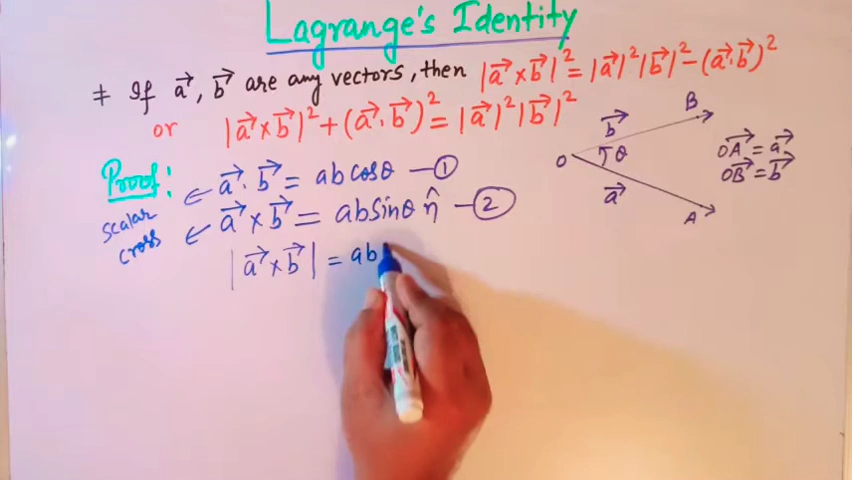 Lagrange's Identity
‡ If a⃗, b⃗ are any vectors, then |a⃗×b⃗|² = |a⃗|²|b⃗|² - (a⃗.b⃗)²
or |a⃗×b⃗|² + (a⃗.b⃗)² = |a⃗|²|b⃗|²
Proof:
scalar ← a⃗.b⃗ = ab cosθ — ①
cross ← a⃗×b⃗ = ab Sinθ η̂ — ②
|a⃗×b⃗| = ab
B
b⃗
O θ
a⃗
A
OA⃗ = a⃗
OB⃗ = b⃗